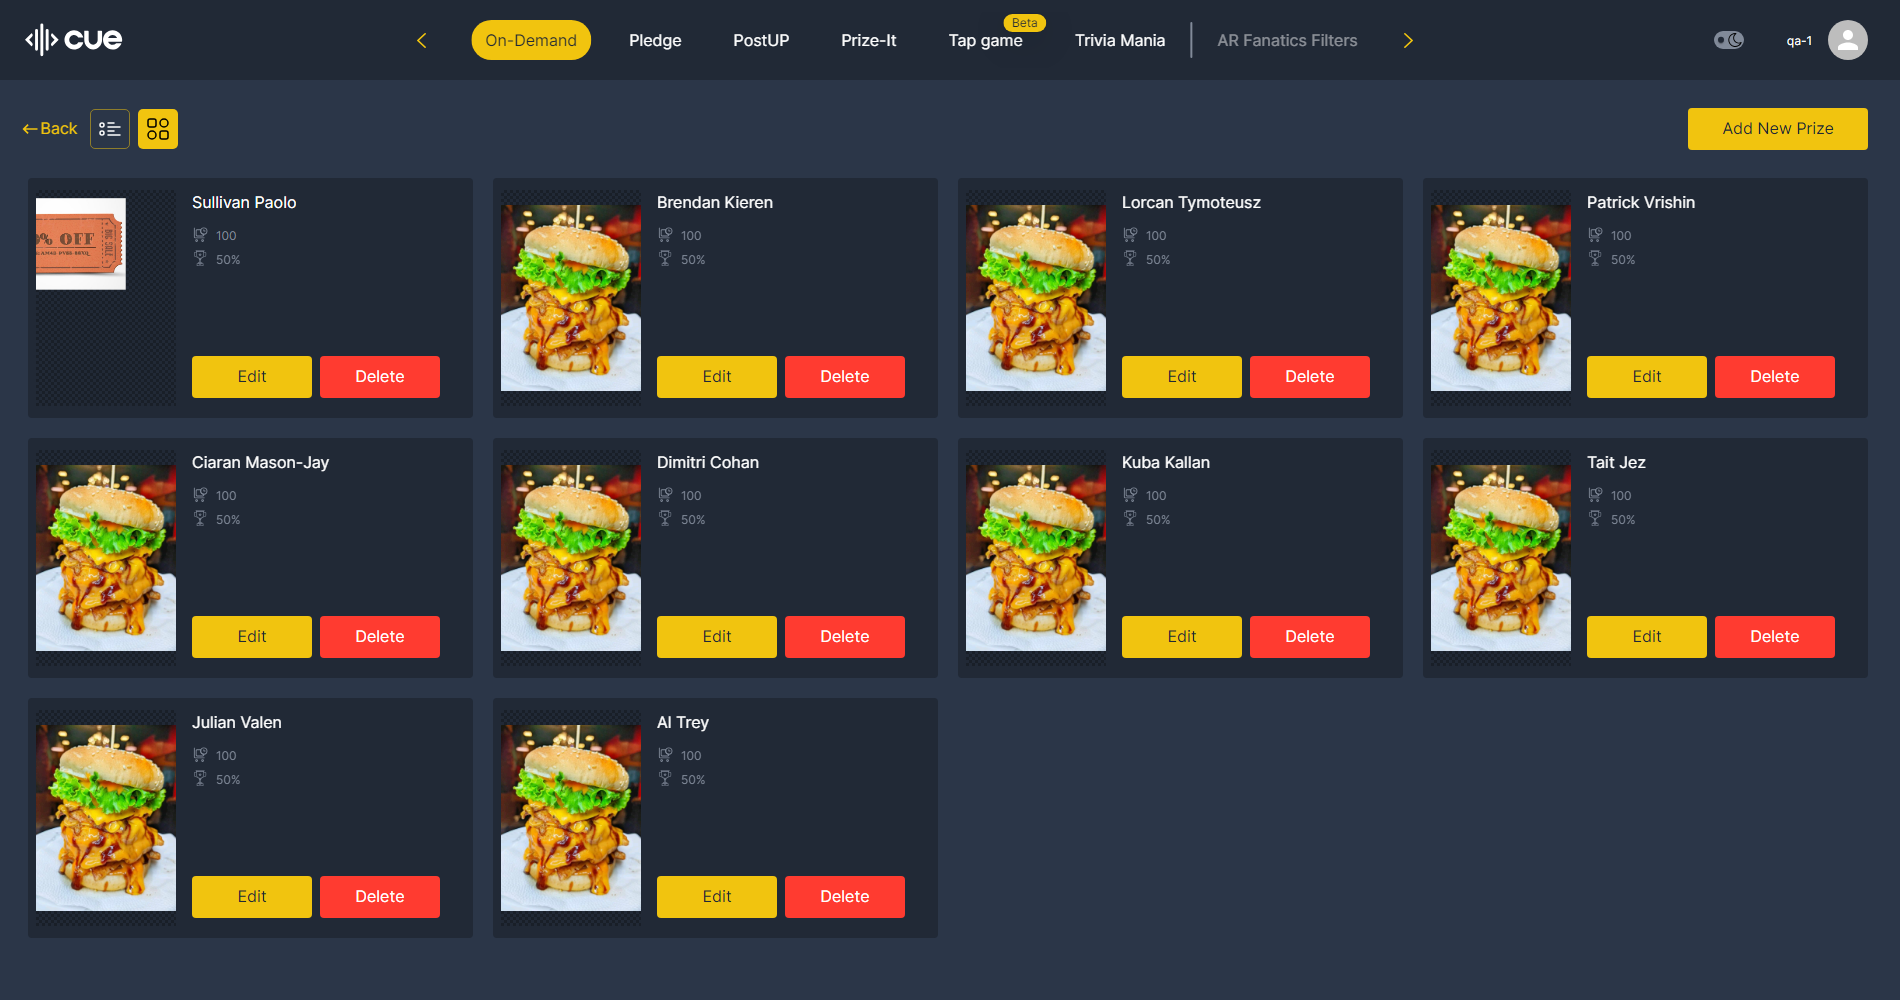 cue
On-Demand
Pledge
PostUP
Prize-It
Tap game
Beta
Trivia Mania
AR Fanatics Filters
qa-1
Back
Add New Prize
Sullivan Paolo
100
50%
Edit
Delete
% OFF
Brendan Kieren
100
50%
Edit
Delete
Lorcan Tymoteusz
100
50%
Edit
Delete
Patrick Vrishin
100
50%
Edit
Delete
Ciaran Mason-Jay
100
50%
Edit
Delete
Dimitri Cohan
100
50%
Edit
Delete
Kuba Kallan
100
50%
Edit
Delete
Tait Jez
100
50%
Edit
Delete
Julian Valen
100
50%
Edit
Delete
Al Trey
100
50%
Edit
Delete